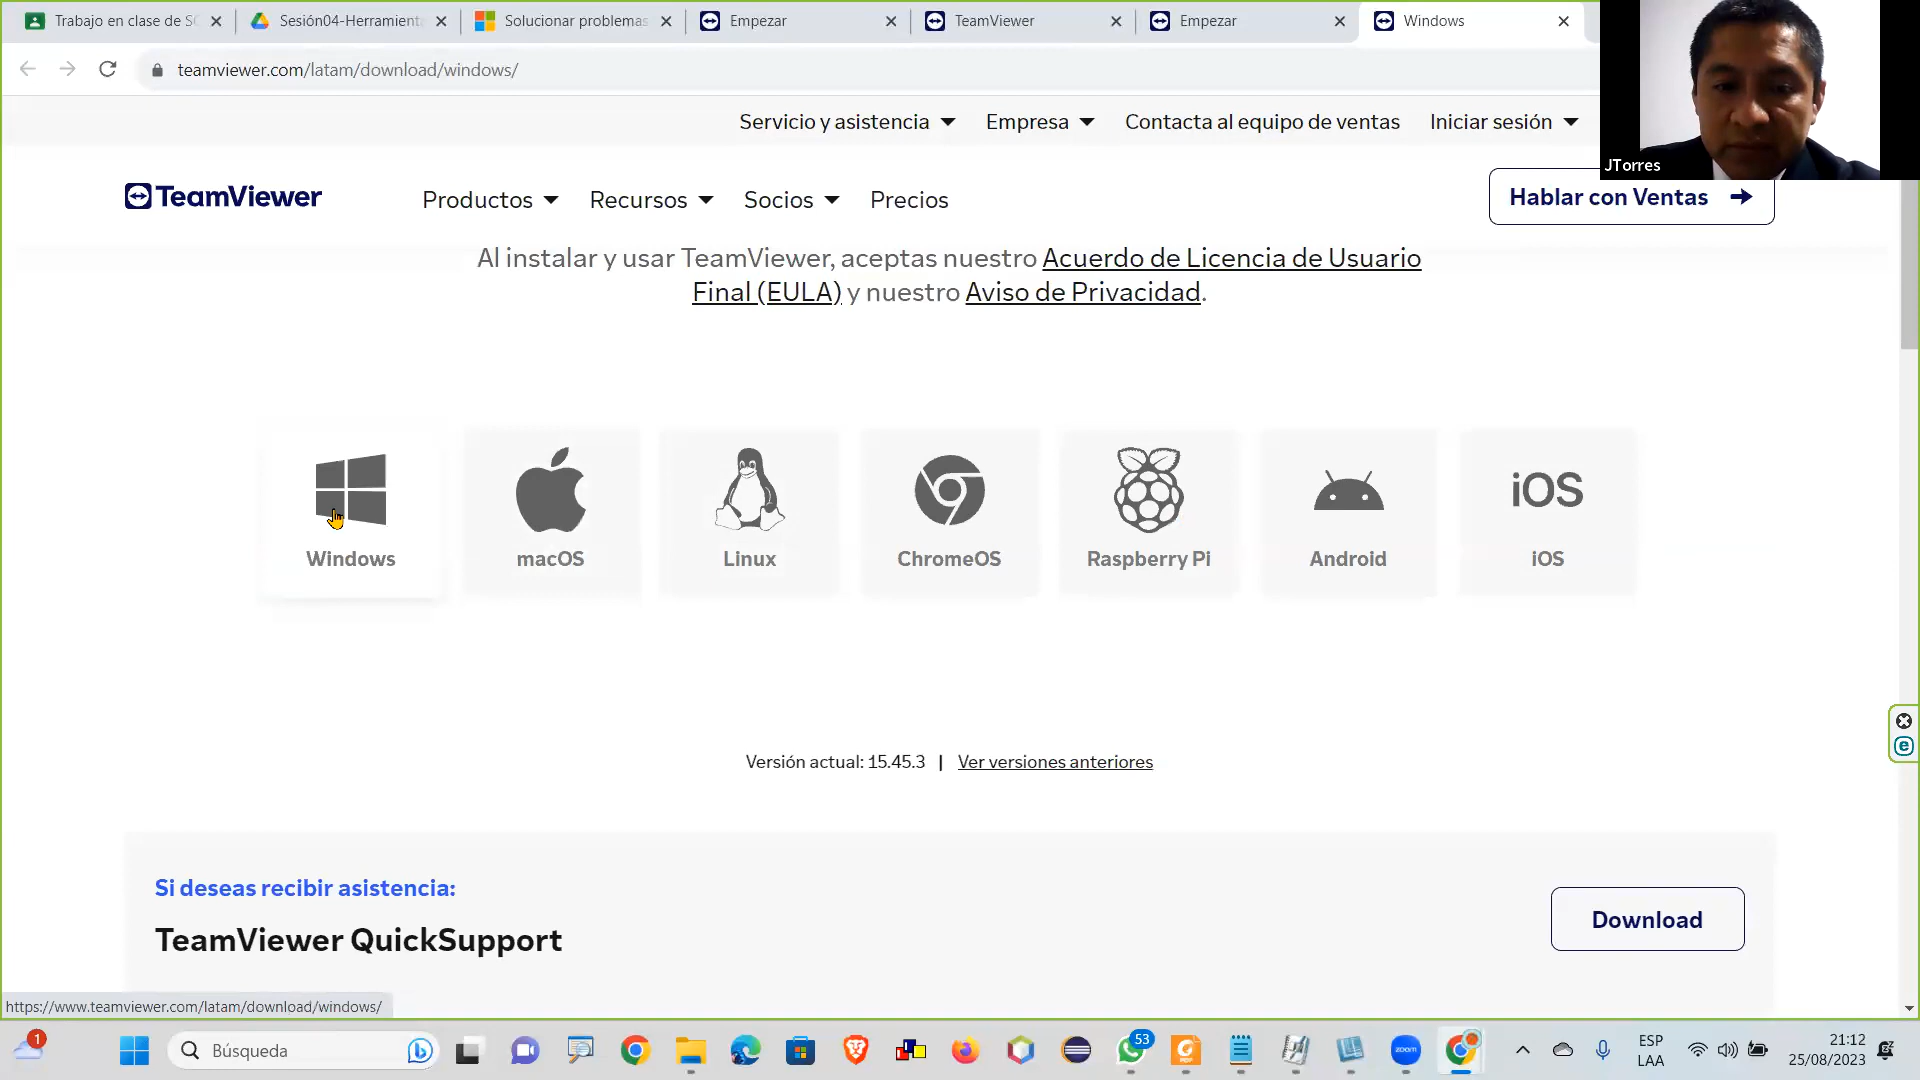 Trabajo en clase de SO
Sesión04-Herramient
Solucionar problemas
Empezar
TeamViewer
Empezar
Windows
teamviewer.com/latam/download/windows/
Servicio y asistencia
Empresa
Contacta al equipo de ventas
Iniciar sesión
JTorres
TeamViewer
Productos
Recursos
Socios
Precios
Hablar con Ventas
Al instalar y usar TeamViewer, aceptas nuestro Acuerdo de Licencia de Usuario
Final (EULA) y nuestro Aviso de Privacidad.
iOS
Windows
macOS
Linux
ChromeOS
Raspberry Pi
Android
iOS
Versión actual: 15.45.3 | Ver versiones anteriores
Si deseas recibir asistencia:
TeamViewer QuickSupport
Download
https://www.teamviewer.com/latam/download/windows/
1
Búsqueda
53
zoom
ESP
LAA
21:12
25/08/2023